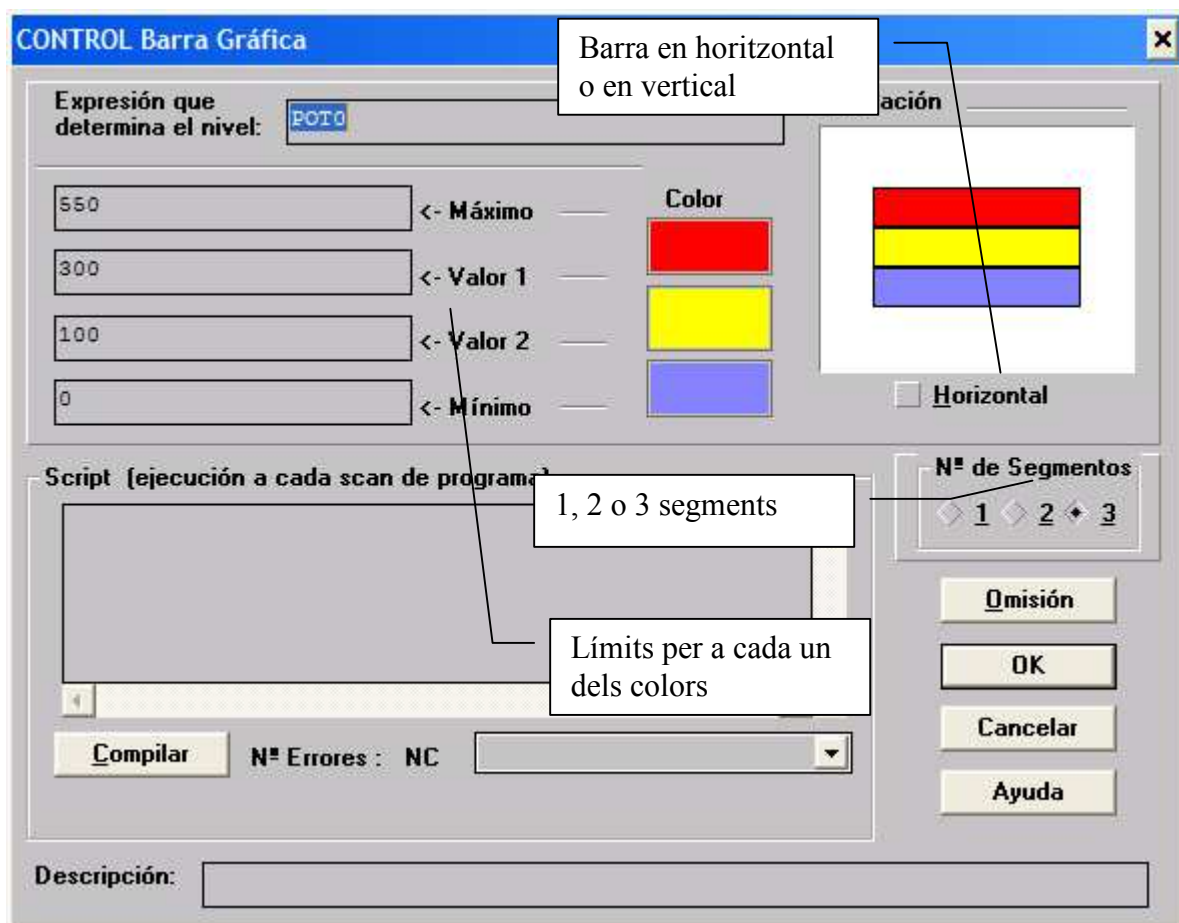 CONTROL Barra Gráfica
Barra en horitzontal
o en vertical
Expresión que
determina el nivel:
POT0
ación
550
<- Máximo
Color
300
<- Valor 1
100
<- Valor 2
0
<- Mínimo
Horizontal
Script (ejecución a cada scan de programa)
Nª de Segmentos
1 2 3
1, 2 o 3 segments
Omisión
Límits per a cada un
dels colors
OK
Cancelar
Compilar
Nª Errores : NC
Ayuda
Descripción: